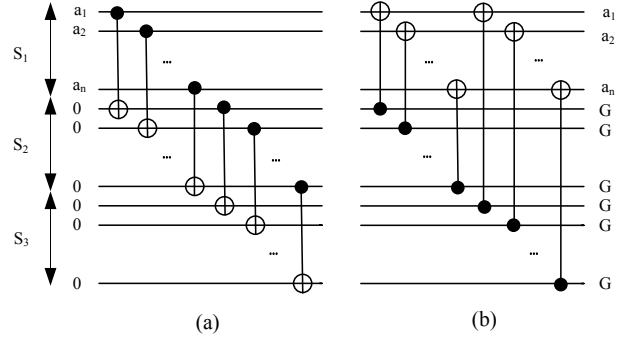 a1 a1
a2 a2
S1 ... ... ... ...
an an
0 G
0 G
S2 ... ... ...
0 G
0 G
S3 0 G
... ...
0 G
(a) (b)